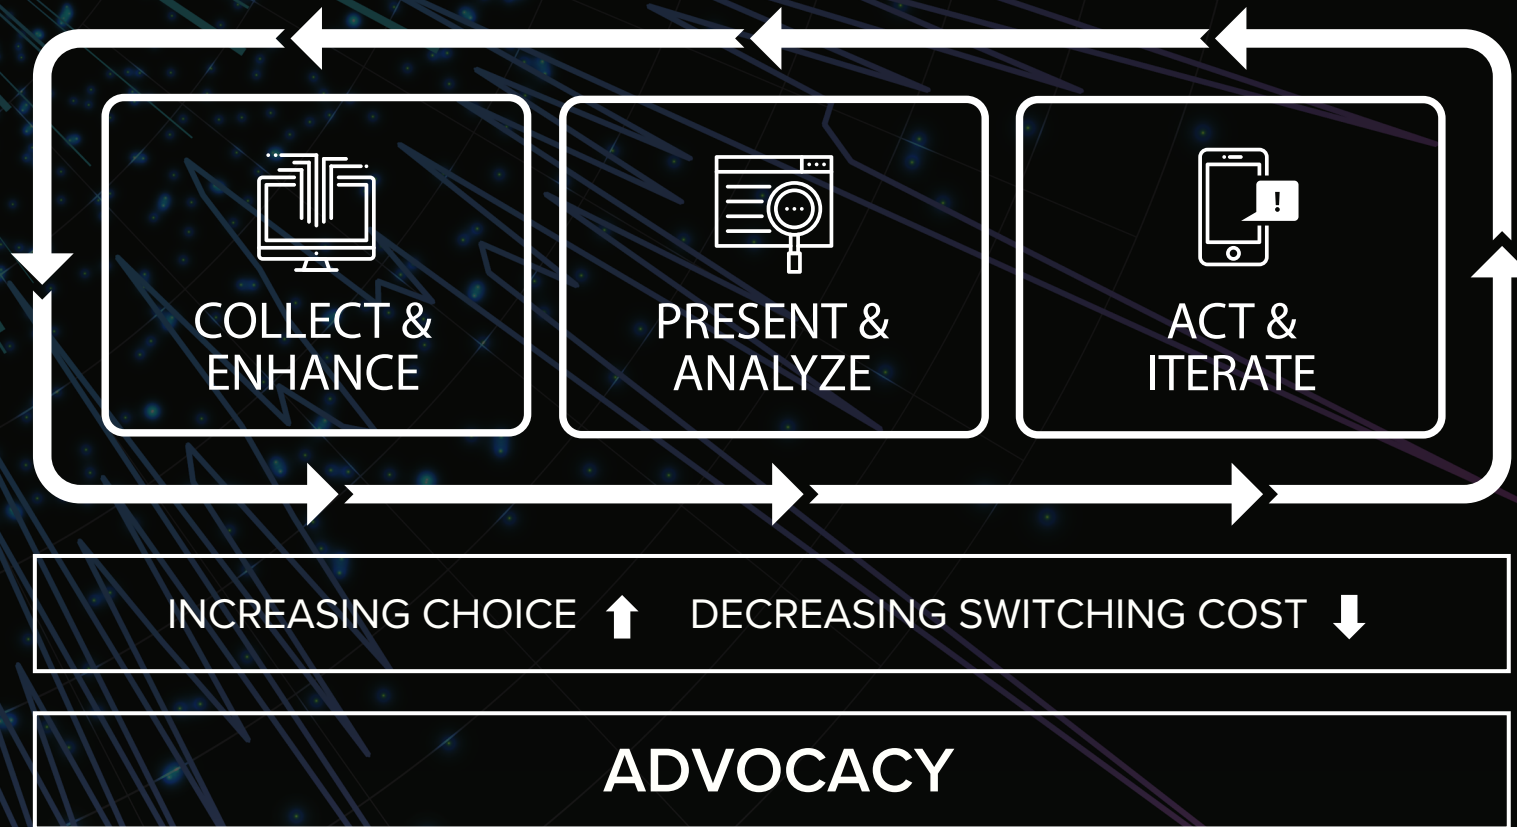 COLLECT &
ENHANCE
PRESENT &
ANALYZE
ACT &
ITERATE
INCREASING CHOICE DECREASING SWITCHING COST
ADVOCACY